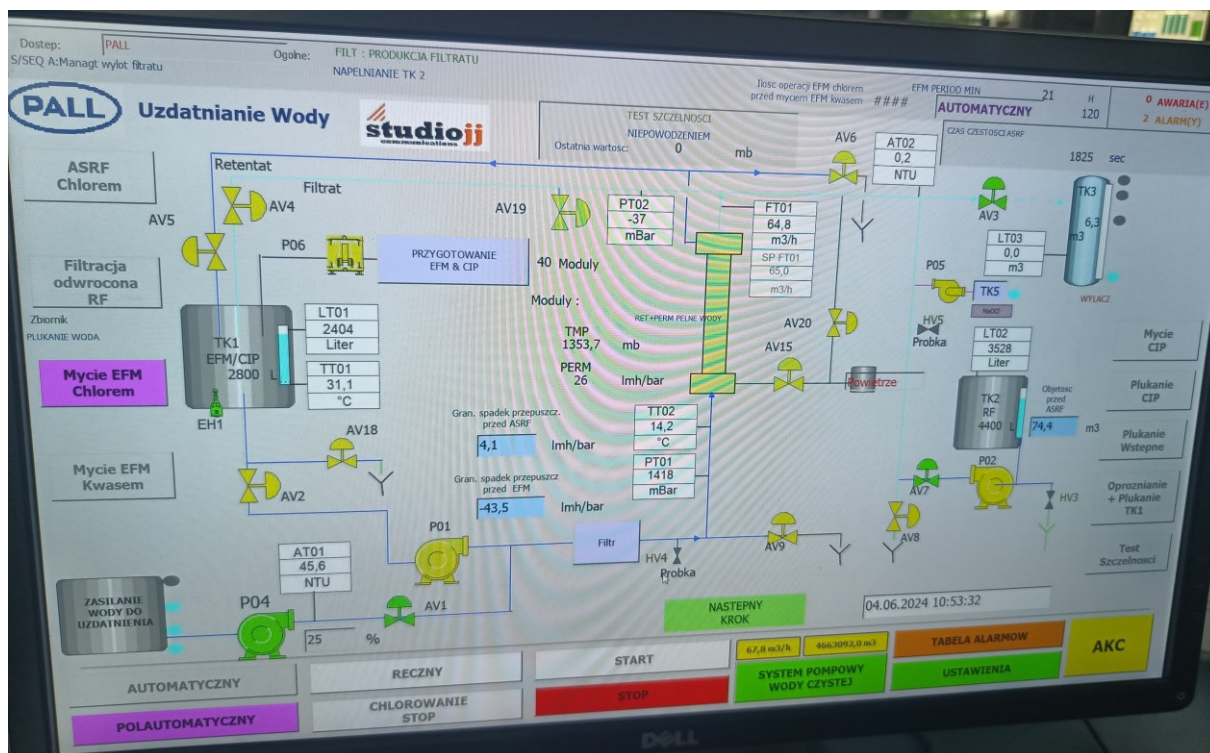 Dostep: PALL
S/SEQ A:Managt wylot filtratu
Ogolne: FILT : PRODUKCJA FILTRATU
NAPELNIANIE TK 2
Ilosc operacji EFM chlorem
przed myciem EFM kwasem ####
EFM PERIOD MIN 21 H
AUTOMATYCZNY 120
0 AWARIA(E)
2 ALARM(Y)
PALL
Uzdatnianie Wody
studiojj
communications
TEST SZCZELNOSCI
NIEPOWODZENIEM
Ostatnia wartosc: 0 mb
CZAS CZESTOSCI ASRF
1825 sec
ASRF
Chlorem
Retentat
Filtrat
AV5
AV4
P06
PRZYGOTOWANIE
EFM & CIP
AV19
PT02
-37
mBar
FT01
64,8
m3/h
SP FT01
65,0
m3/h
AV6
AT02
0,2
NTU
AV3
TK3
6,3
m3
LT03
0,0
m3
WYLACZ
40 Moduly
Moduly :
RET+PERM PELNE WODY
TMP
1353,7 mb
PERM
26 lmh/bar
Filtracja
odwrocona
RF
Zbiornik
PLUKANIE WODA
TK1
EFM/CIP
2800 L
LT01
2404
Liter
TT01
31,1
°C
EH1
Mycie EFM
Chlorem
AV20
AV15
Powietrze
P05
TK5
NaOCl
HV5
Probka
LT02
3528
Liter
TK2
RF
4400 L
Objetosc
przed
ASRF
74,4 m3
Mycie
CIP
Plukanie
CIP
Plukanie
Wstepne
Oproznianie
+ Plukanie
TK1
Test
Szczelnosci
AV18
Gran. spadek przepuszcz.
przed ASRF
4,1 lmh/bar
Gran. spadek przepuszcz
przed EFM
-43,5 lmh/bar
TT02
14,2
°C
PT01
1418
mBar
Mycie EFM
Kwasem
AV2
P01
Filtr
HV4
Probka
AV9
AV7
P02
HV3
AV8
AT01
45,6
NTU
ZASILANIE
WODY DO
UZDATNIENIA
P04
25 %
AV1
NASTEPNY
KROK
04.06.2024 10:53:32
AUTOMATYCZNY
RECZNY
START
67,8 m3/h 4663092,0 m3
TABELA ALARMOW
AKC
POLAUTOMATYCZNY
CHLOROWANIE
STOP
STOP
SYSTEM POMPOWY
WODY CZYSTEJ
USTAWIENIA
DELL